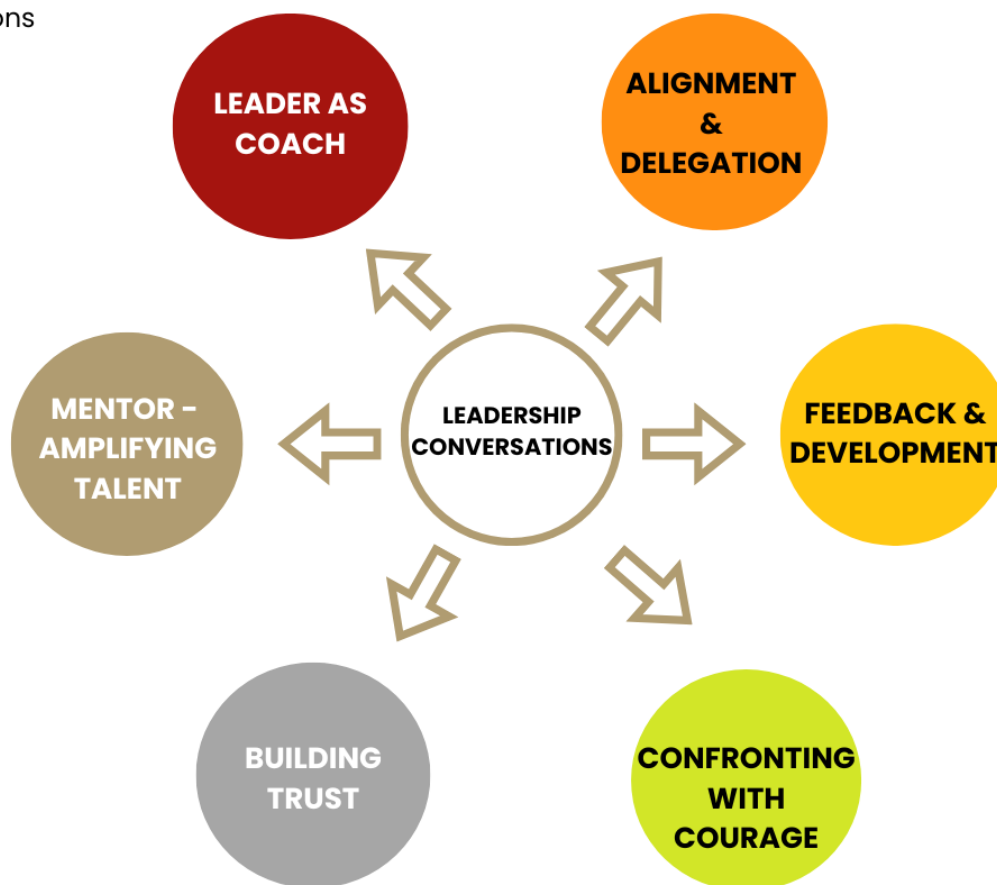 ons
LEADER AS
COACH
ALIGNMENT
&
DELEGATION
MENTOR -
AMPLIFYING
TALENT
LEADERSHIP
CONVERSATIONS
FEEDBACK &
DEVELOPMENT
BUILDING
TRUST
CONFRONTING
WITH
COURAGE